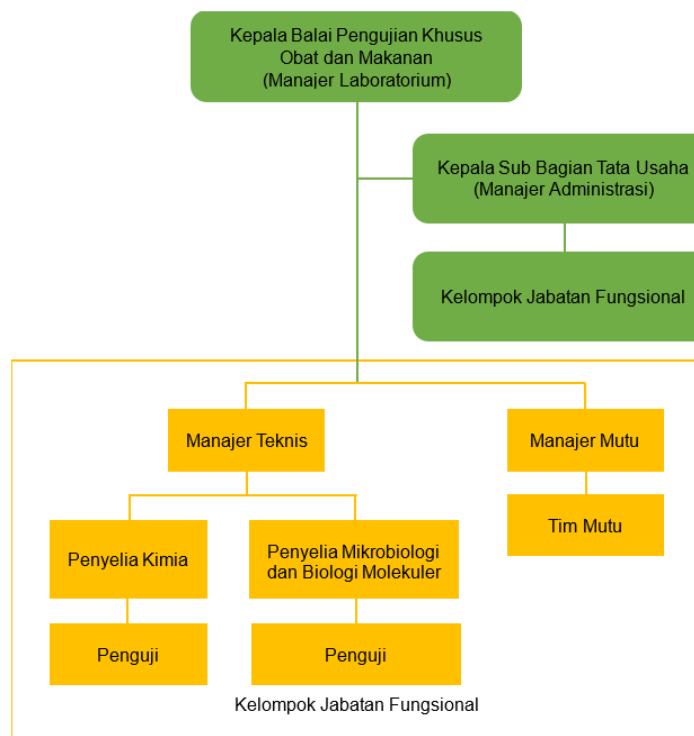 Kepala Balai Pengujian Khusus
Obat dan Makanan
(Manajer Laboratorium)
Kepala Sub Bagian Tata Usaha
(Manajer Administrasi)
Kelompok Jabatan Fungsional
Manajer Teknis
Manajer Mutu
Tim Mutu
Penyelia Kimia
Penyelia Mikrobiologi
dan Biologi Molekuler
Penguji
Penguji
Kelompok Jabatan Fungsional